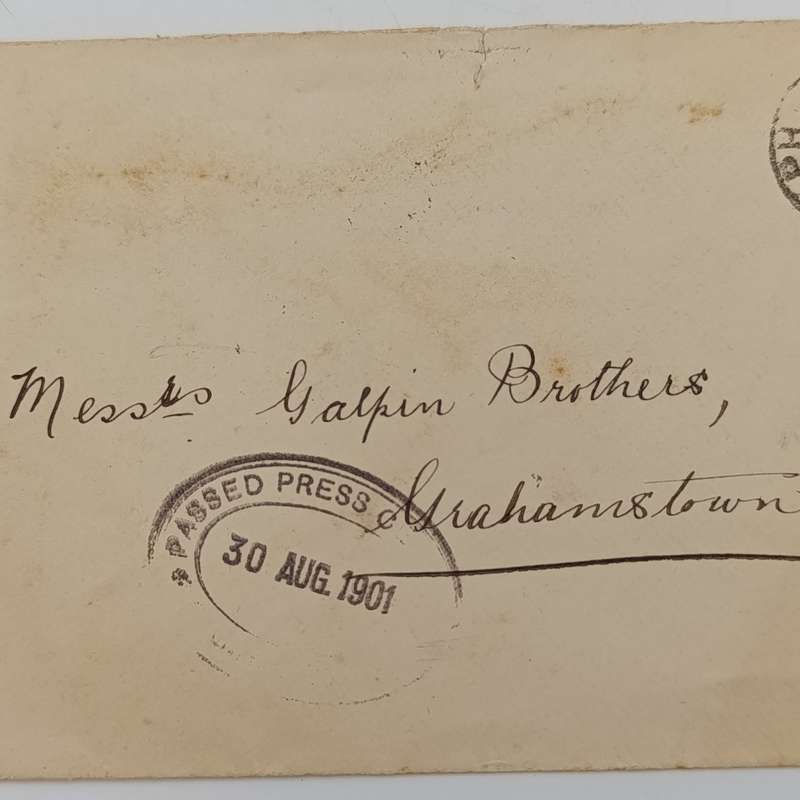 Messrs Galpin Brothers,
Grahamstown
PASSED PRESS C
30 AUG. 1901